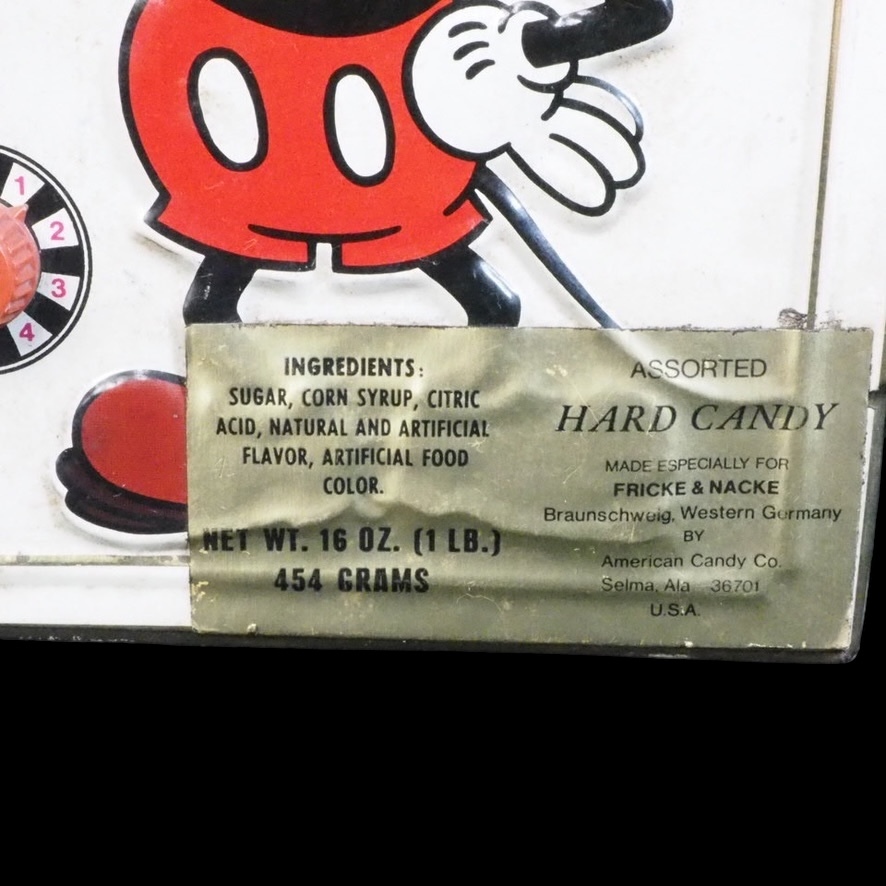 1
2
3
4
INGREDIENTS:
SUGAR, CORN SYRUP, CITRIC
ACID, NATURAL AND ARTIFICIAL
FLAVOR, ARTIFICIAL FOOD
COLOR.
NET WT. 16 OZ. (1 LB.)
454 GRAMS
ASSORTED
HARD CANDY
MADE ESPECIALLY FOR
FRICKE & NACKE
Braunschweig, Western Germany
BY
American Candy Co.
Selma, Ala 36701
U.S.A.